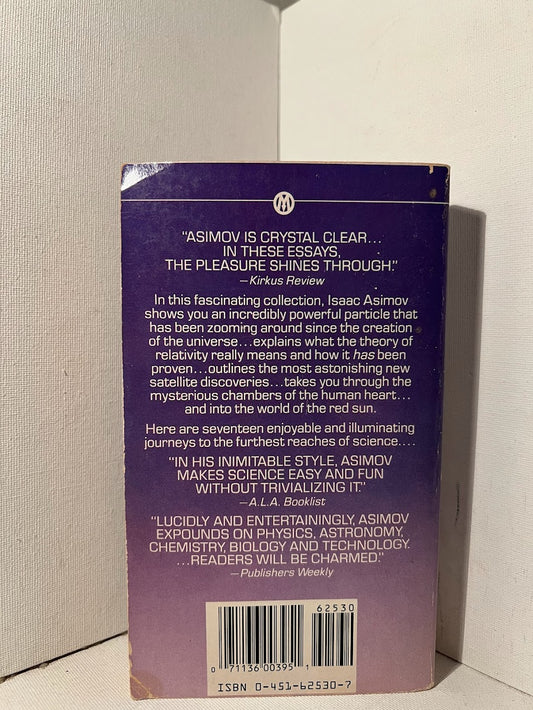 M
"ASIMOV IS CRYSTAL CLEAR...
IN THESE ESSAYS,
THE PLEASURE SHINES THROUGH."
—Kirkus Review
In this fascinating collection, Isaac Asimov
shows you an incredibly powerful particle that
has been zooming around since the creation
of the universe...explains what the theory of
relativity really means and how it has been
proven...outlines the most astonishing new
satellite discoveries...takes you through the
mysterious chambers of the human heart...
and into the world of the red sun.
Here are seventeen enjoyable and illuminating
journeys to the furthest reaches of science....
"IN HIS INIMITABLE STYLE, ASIMOV
MAKES SCIENCE EASY AND FUN
WITHOUT TRIVIALIZING IT."
—A.L.A. Booklist
"LUCIDLY AND ENTERTAININGLY, ASIMOV
EXPOUNDS ON PHYSICS, ASTRONOMY,
CHEMISTRY, BIOLOGY AND TECHNOLOGY.
...READERS WILL BE CHARMED."
—Publishers Weekly
62530
0 71136 00395 1
ISBN 0-451-62530-7